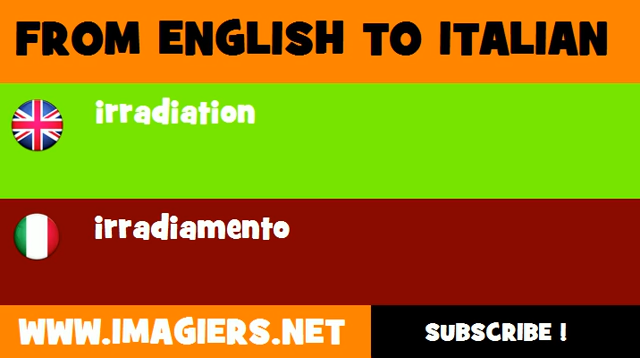 FROM ENGLISH TO ITALIAN
irradiation
irradiamento
WWW.IMAGIERS.NET
SUBSCRIBE !